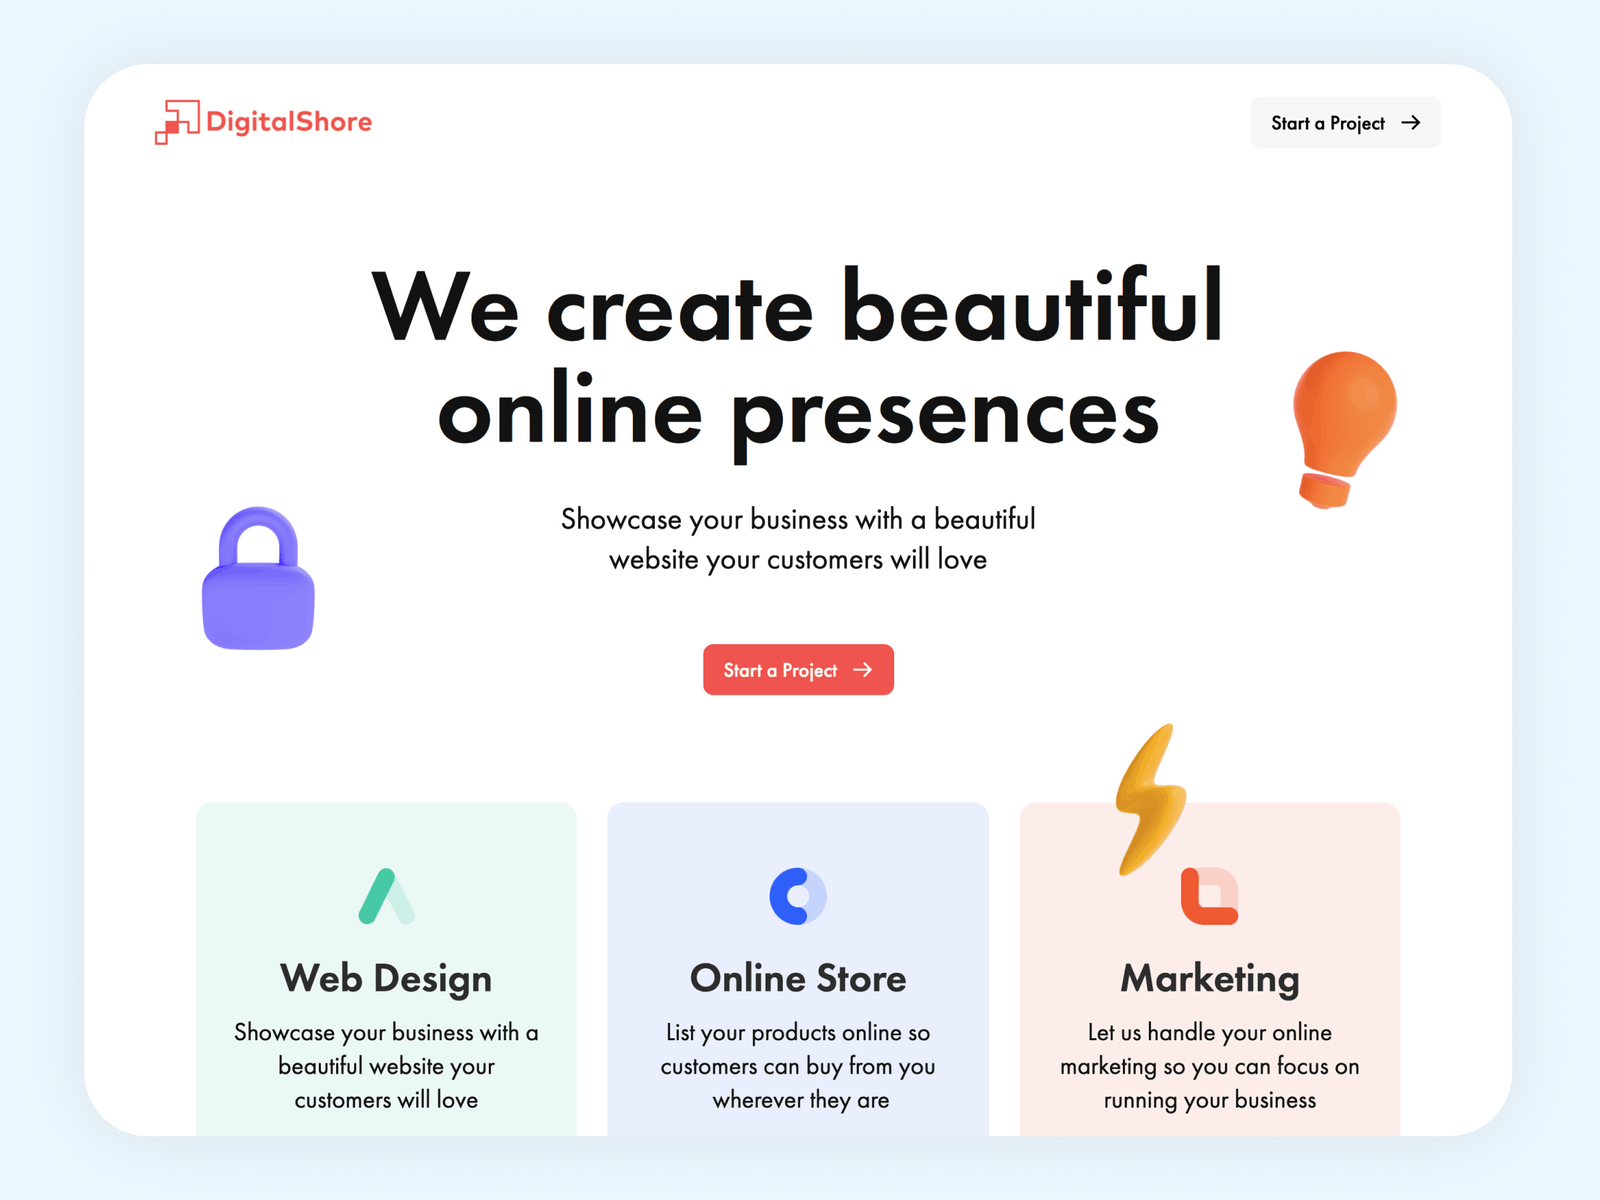 DigitalShore
Start a Project
We create beautiful
online presences
Showcase your business with a beautiful
website your customers will love
Start a Project
Web Design
Showcase your business with a
beautiful website your
customers will love
Online Store
List your products online so
customers can buy from you
wherever they are
Marketing
Let us handle your online
marketing so you can focus on
running your business